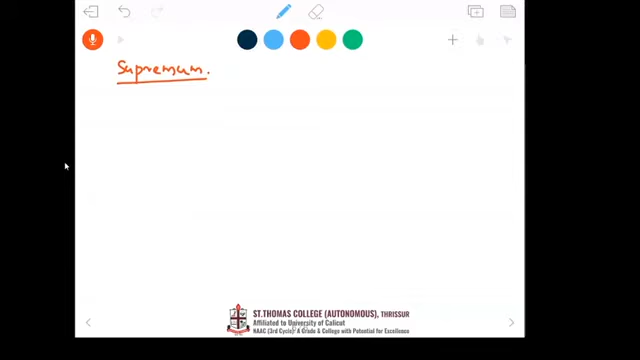 Supremum.
ST.THOMAS COLLEGE (AUTONOMOUS), THRISSUR
Affiliated to University of Calicut
NAAC (3rd Cycle) A Grade & College with Potential for Excellence